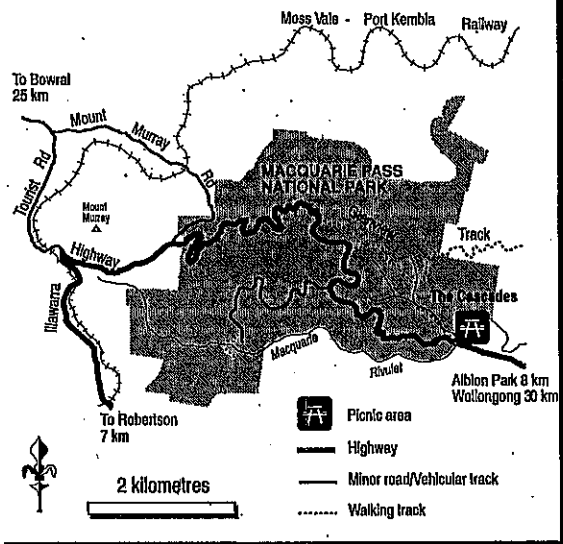 Moss Vale - Port Kembla Railway
To Bowral
25 km
Mount Murray Rd
Tourist Rd
MACQUARIE PASS
NATIONAL PARK
Mount
Murray
Highway
Track
The Cascades
Illawarra
Macquarie Rivulet
Albion Park 8 km
Wollongong 30 km
To Robertson
7 km
Picnic area
Highway
Minor road/Vehicular track
Walking track
2 kilometres